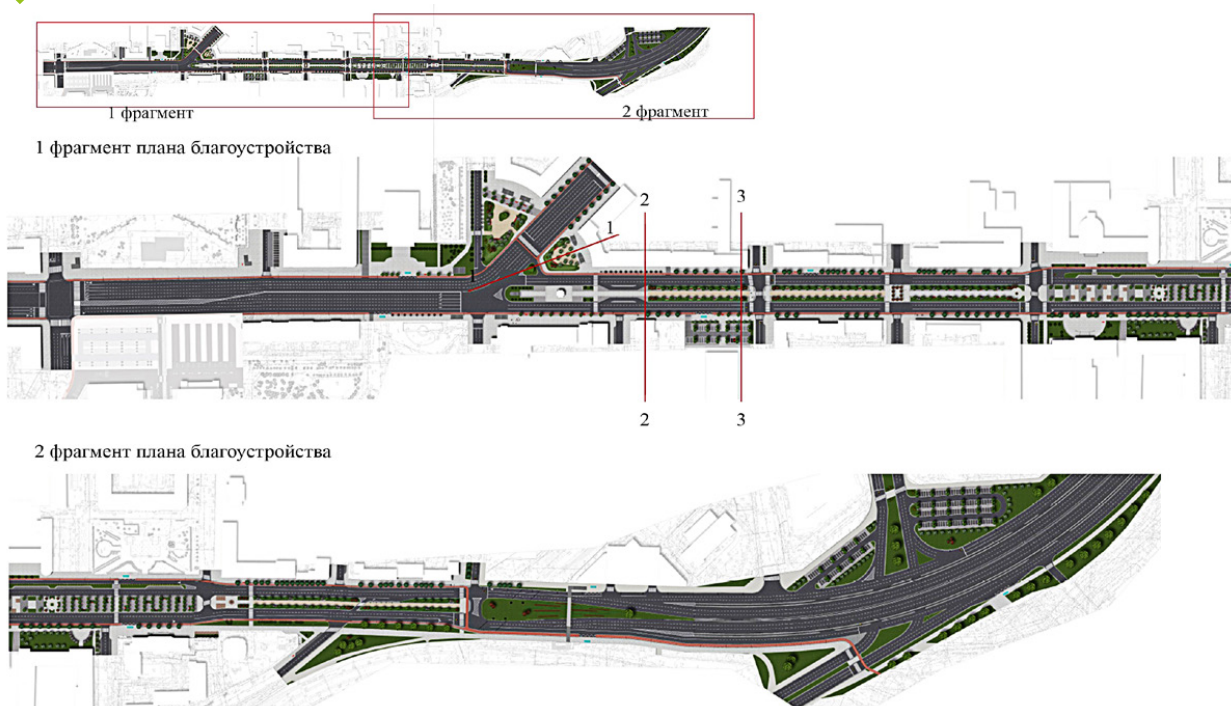 1 фрагмент
2 фрагмент
1 фрагмент плана благоустройства
2
3
1
2
3
2 фрагмент плана благоустройства